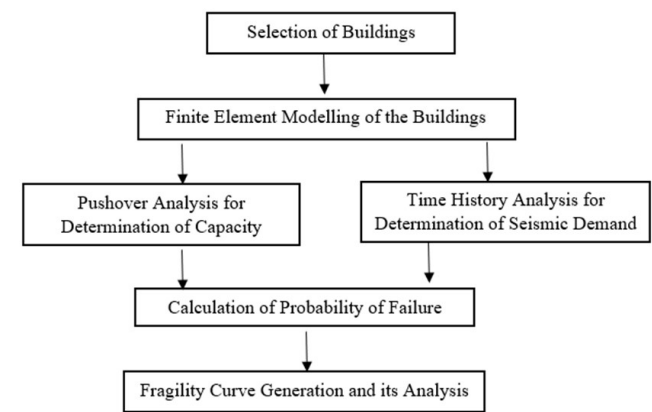 Selection of Buildings
Finite Element Modelling of the Buildings
Pushover Analysis for
Determination of Capacity
Time History Analysis for
Determination of Seismic Demand
Calculation of Probability of Failure
Fragility Curve Generation and its Analysis